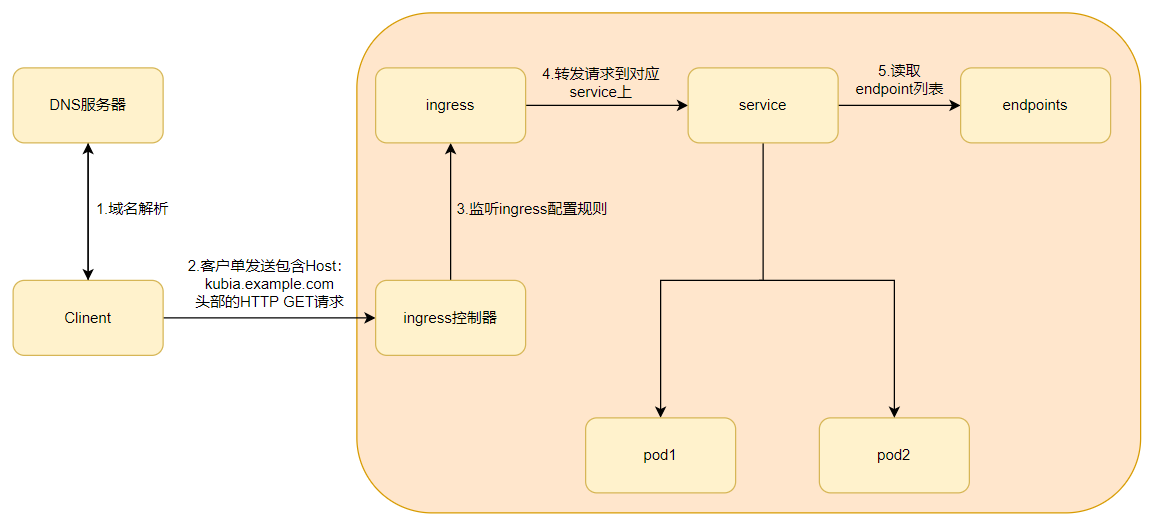 DNS服务器
1.域名解析
Clinent
2.客户单发送包含Host：
kubia.example.com
头部的HTTP GET请求
ingress
4.转发请求到对应
service上
service
5.读取
endpoint列表
endpoints
3.监听ingress配置规则
ingress控制器
pod1
pod2